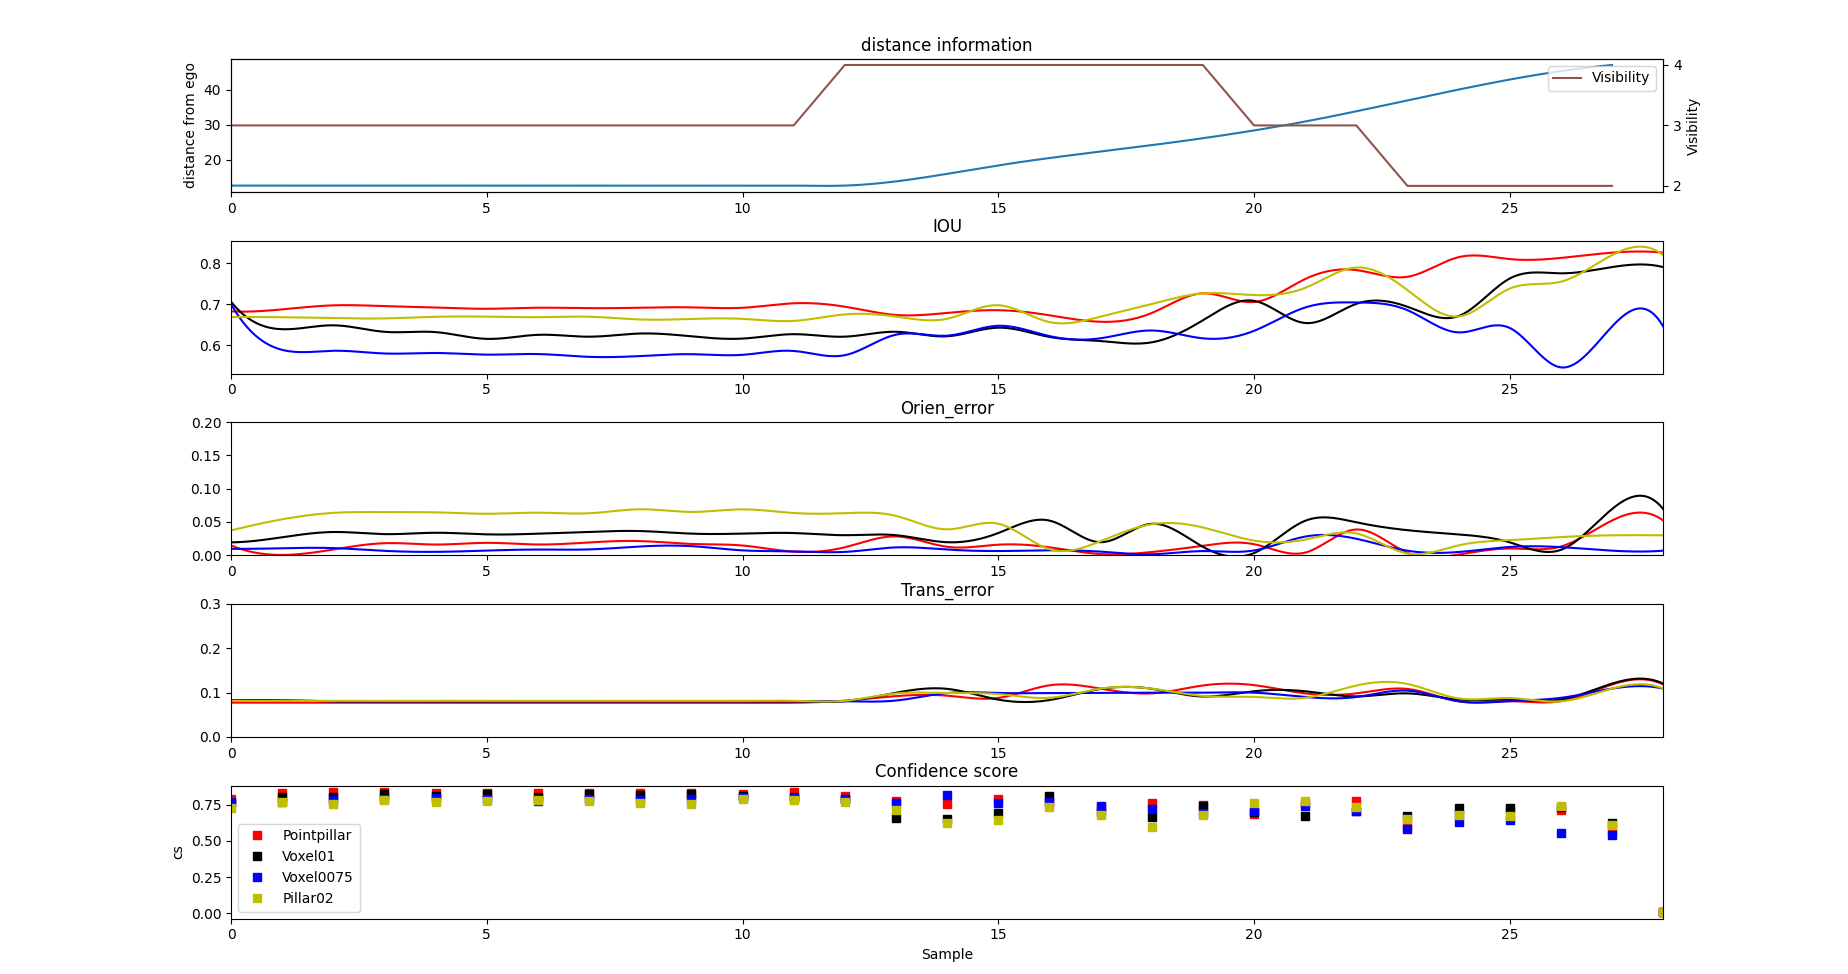 distance information
distance from ego
40
30
20
4
3
2
Visibility
Visibility
0 5 10 15 20 25
IOU
0.8
0.7
0.6
0 5 10 15 20 25
Orien_error
0.20
0.15
0.10
0.05
0.00
0 5 10 15 20 25
Trans_error
0.3
0.2
0.1
0.0
0 5 10 15 20 25
Confidence score
cs
0.75
0.50
0.25
0.00
Pointpillar
Voxel01
Voxel0075
Pillar02
0 5 10 15 20 25
Sample